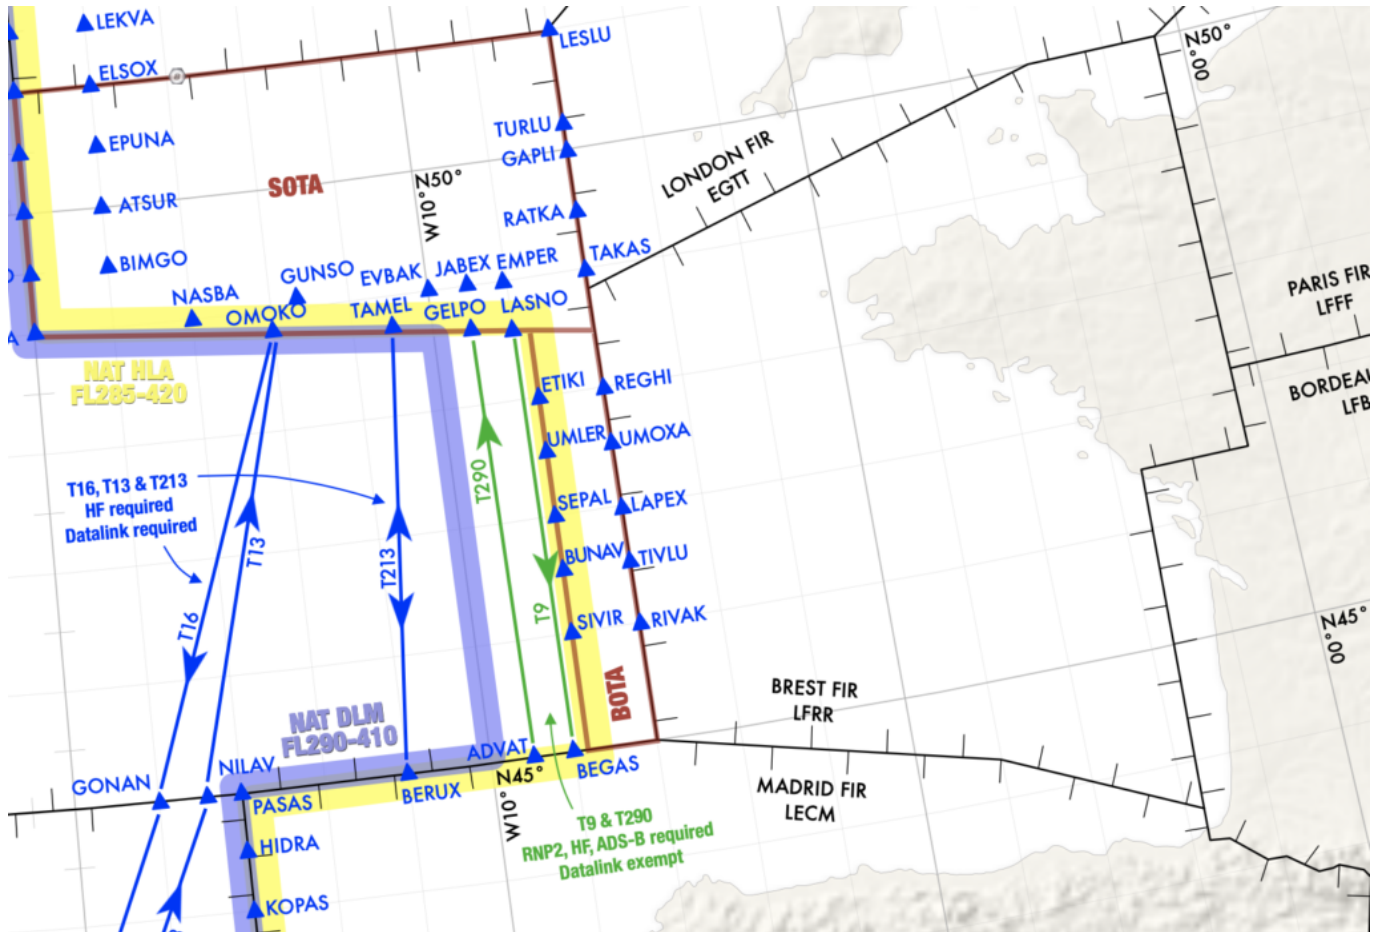 LEKVA
LESLU
N50°
00°
ELSOX
TURLU
EPUNA
GAPLI
LONDON FIR
EGTT
SOTA
N50°
W10°
ATSUR
RATKA
BIMGO
TAKAS
GUNSO
EVBAK
JABEX
EMPER
NASBA
OMOKO
TAMEL
GELPO
LASNO
PARIS FIR
LFFF
A
NAT HLA
FL285-420
ETIKI
REGHI
BORDEA
LFB
UMLER
UMOXA
T16, T13 & T213
HF required
Datalink required
T290
SEPAL
LAPEX
T13
T213
BUNAV
TIVLU
T16
T9
SIVIR
RIVAK
N45°
00°
BOTA
BREST FIR
LFRR
NAT DLM
FL290-410
GONAN
NILAV
ADVAT
BEGAS
N45°
W10°
PASAS
BERUX
MADRID FIR
LECM
T9 & T290
RNP2, HF, ADS-B required
Datalink exempt
HIDRA
KOPAS